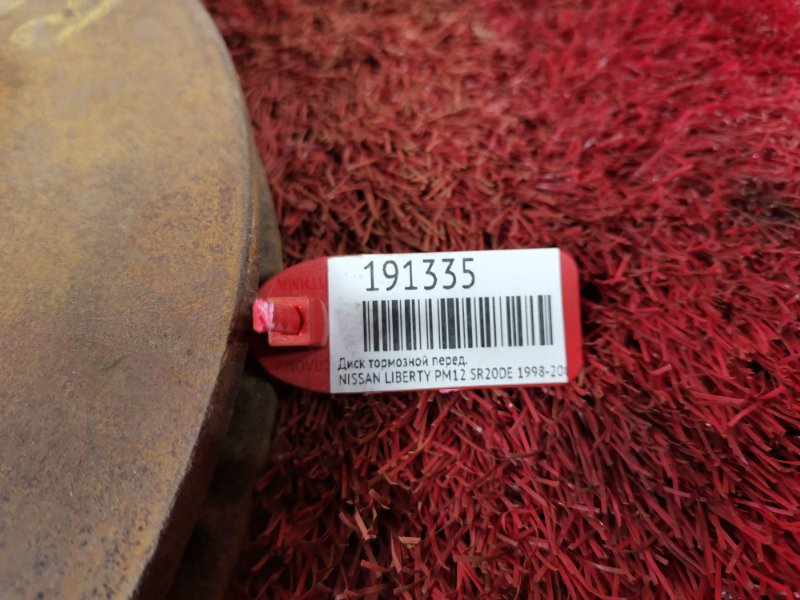 191335
Диск тормозной перед.
NISSAN LIBERTY PM12 SR20DE 1998-20